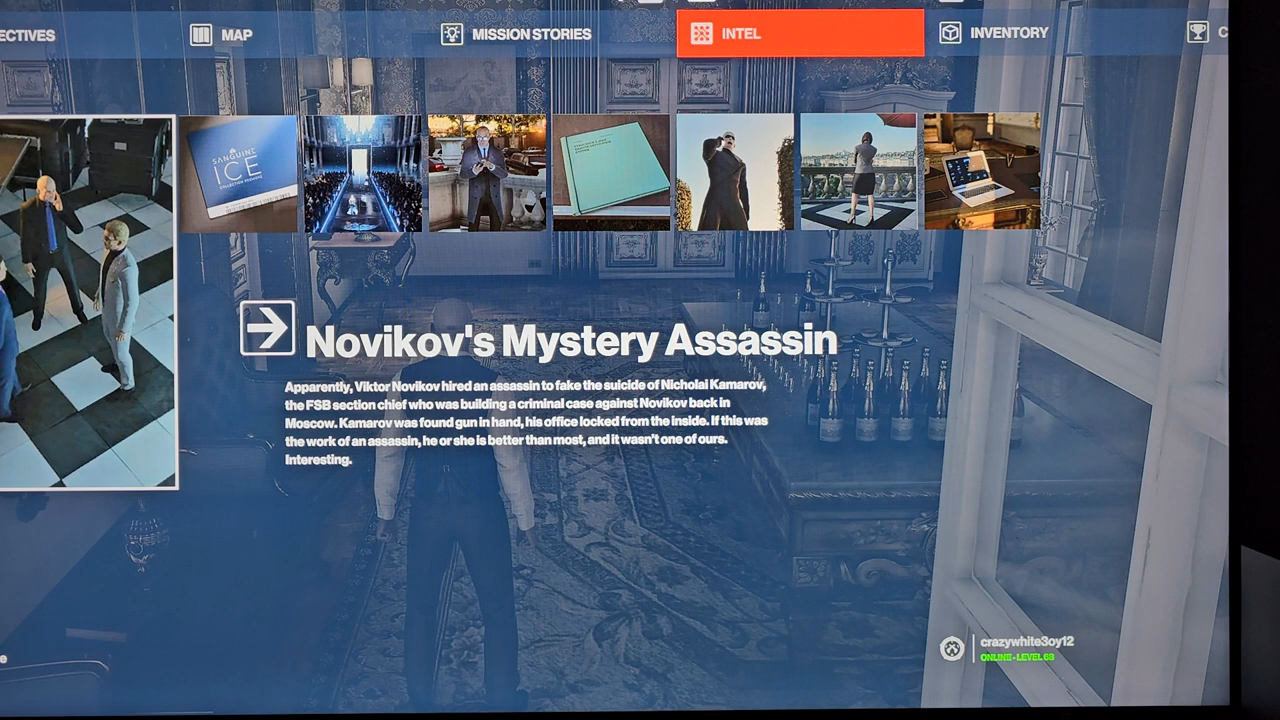 ECTIVES
MAP
MISSION STORIES
INTEL
INVENTORY
C
SANGUINE
ICE
COLLECTION PREMIERE
Novikov's Mystery Assassin
Apparently, Viktor Novikov hired an assassin to fake the suicide of Nicholai Kamarov,
the FSB section chief who was building a criminal case against Novikov back in
Moscow. Kamarov was found gun in hand, his office locked from the inside. If this was
the work of an assassin, he or she is better than most, and it wasn't one of ours.
Interesting.
e
crazywhite3oy12
ONLINE - LEVEL 63